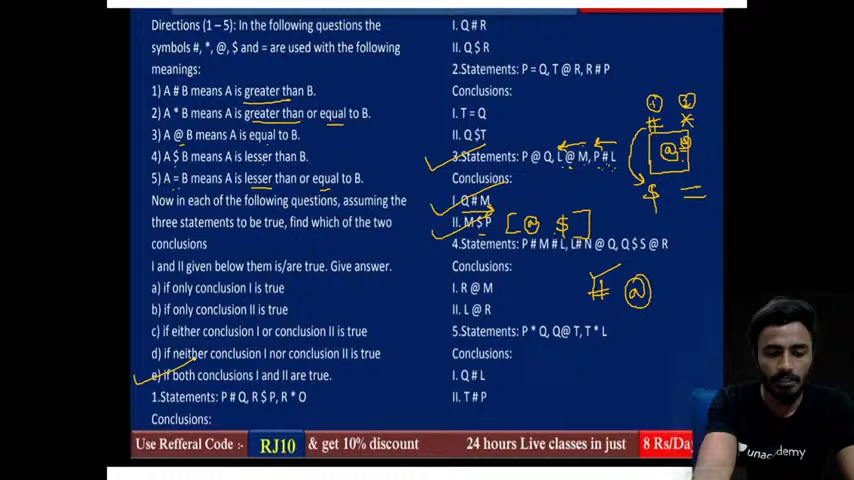 Directions (1 – 5): In the following questions the
symbols #, *, @, $ and = are used with the following
meanings:
1) A # B means A is greater than B.
2) A * B means A is greater than or equal to B.
3) A @ B means A is equal to B.
4) A $ B means A is lesser than B.
5) A = B means A is lesser than or equal to B.
Now in each of the following questions, assuming the
three statements to be true, find which of the two
conclusions
I and II given below them is/are true. Give answer.
a) if only conclusion I is true
b) if only conclusion II is true
c) if either conclusion I or conclusion II is true
d) if neither conclusion I nor conclusion II is true
e) if both conclusions I and II are true.
1.Statements: P # Q, R $ P, R * O
Conclusions:
I. Q # R
II. Q $ R
2.Statements: P = Q, T @ R, R # P
Conclusions:
I. T = Q
II. Q $T
3.Statements: P @ Q, L @ M, P # L
Conclusions:
I. Q # M
II. M $ P
[@ $]
4.Statements: P # M # L, L# N @ Q, Q $ S @ R
Conclusions:
I. R @ M
II. L @ R
5.Statements: P * Q, Q@ T, T * L
Conclusions:
I. Q # L
II. T # P
# *
@
$ =
# @
Use Refferal Code :- RJ10 & get 10% discount 24 hours Live classes in just 8 Rs/Da
unacademy